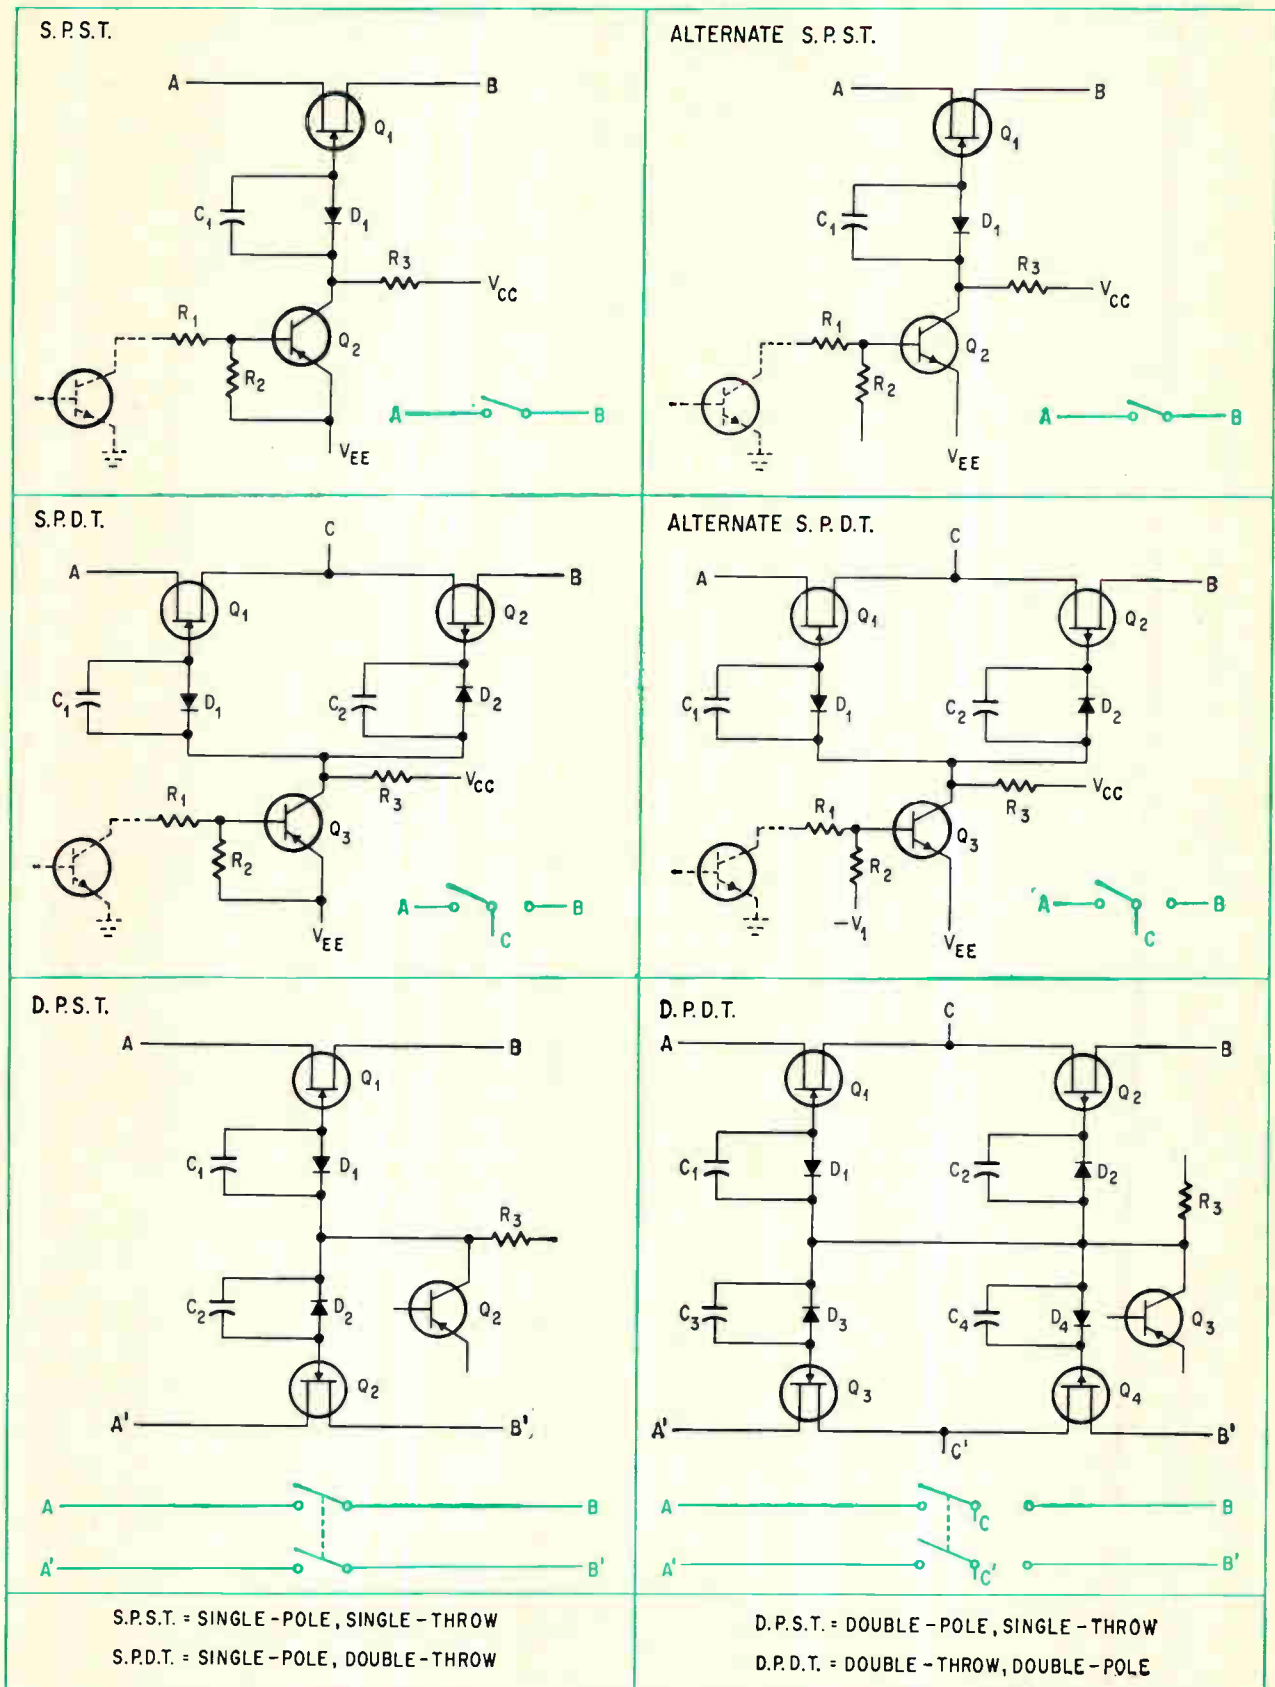 S.P.S.T.
A
B
Q1
C1
D1
R3
VCC
R1
Q2
R2
A
B
VEE
ALTERNATE S.P.S.T.
A
B
Q1
C1
D1
R3
VCC
R1
Q2
R2
A
B
VEE
S.P.D.T.
C
A
B
Q1
Q2
C1
D1
C2
D2
VCC
R3
R1
Q3
R2
A
B
C
VEE
ALTERNATE S.P.D.T.
C
A
B
Q1
Q2
C1
D1
C2
D2
VCC
R3
R1
Q3
R2
-V1
A
B
C
VEE
D.P.S.T.
A
B
Q1
C1
D1
R3
C2
D2
Q2
Q2
A'
B'
A
B
A'
B'
D.P.D.T.
C
A
B
Q1
Q2
C1
D1
C2
D2
R3
C3
D3
C4
D4
Q3
Q3
Q4
A'
C'
B'
A
C
B
A'
C'
B'
S.P.S.T. = SINGLE-POLE, SINGLE-THROW
S.P.D.T. = SINGLE-POLE, DOUBLE-THROW
D.P.S.T. = DOUBLE-POLE, SINGLE-THROW
D.P.D.T. = DOUBLE-THROW, DOUBLE-POLE